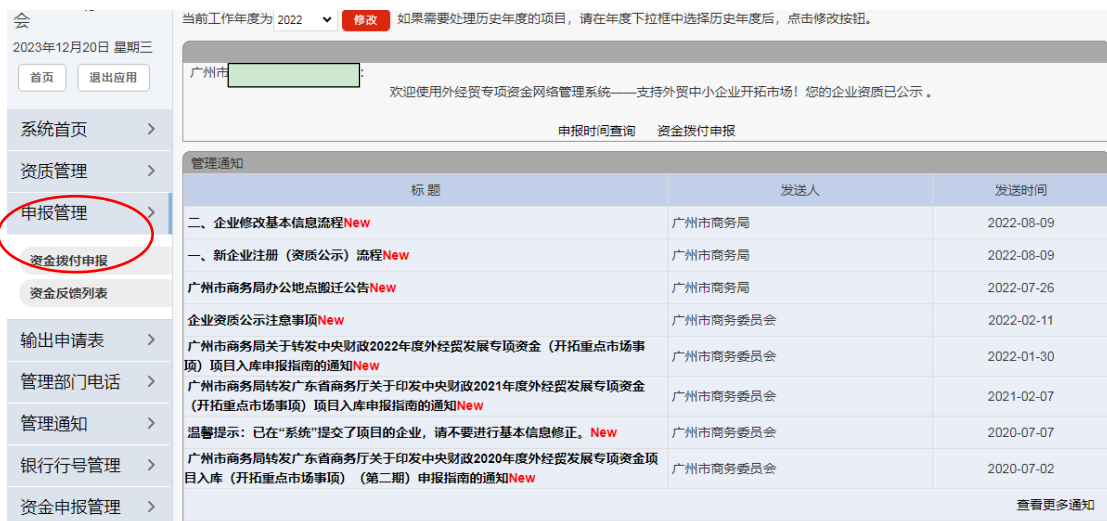 会
2023年12月20日 星期三
首页 退出应用
系统首页
资质管理
申报管理
资金拨付申报
资金反馈列表
输出申请表
管理部门电话
管理通知
银行行号管理
资金申报管理
当前工作年度为 2022 修改 如果需要处理历史年度的项目，请在年度下拉框中选择历史年度后，点击修改按钮。
广州市 :
欢迎使用外经贸专项资金网络管理系统——支持外贸中小企业开拓市场！您的企业资质已公示 。
申报时间查询 资金拨付申报
管理通知
标 题 发送人 发送时间
二、企业修改基本信息流程New 广州市商务局 2022-08-09
一、新企业注册（资质公示）流程New 广州市商务局 2022-08-09
广州市商务局办公地点搬迁公告New 广州市商务局 2022-07-26
企业资质公示注意事项New 广州市商务委员会 2022-02-11
广州市商务局关于转发中央财政2022年度外经贸发展专项资金（开拓重点市场事
项）项目入库申报指南的通知New 广州市商务委员会 2022-01-30
广州市商务局转发广东省商务厅关于印发中央财政2021年度外经贸发展专项资金
（开拓重点市场事项）项目入库申报指南的通知New 广州市商务委员会 2021-02-07
温馨提示：已在“系统”提交了项目的企业，请不要进行基本信息修正。New 广州市商务委员会 2020-07-07
广州市商务局转发广东省商务厅关于印发中央财政2020年度外经贸发展专项资金项
目入库（开拓重点市场事项）（第二期）申报指南的通知New 广州市商务委员会 2020-07-02
查看更多通知